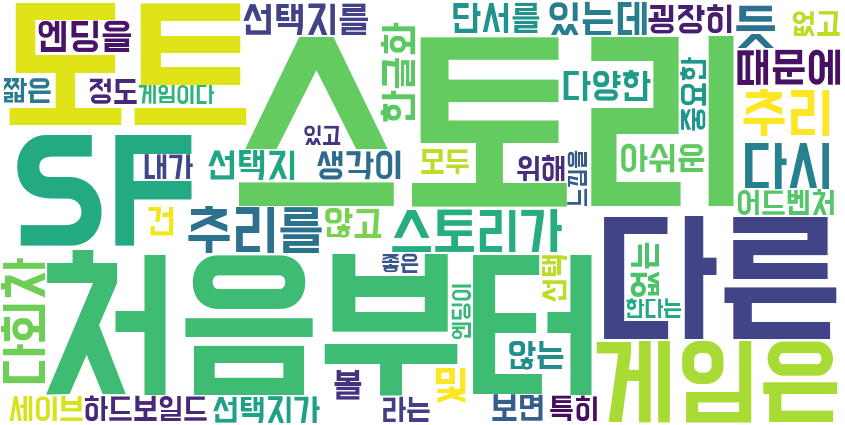 엔딩을
선택지를
단서를
있는데
굉장히
듯
없고
도트
스토리
한글화
때문에
짧은
정도
게임이다
다양한
중요한
추리
있고
SF
내가
선택지
생각이
모두
위해
느낌을
아쉬운
다시
건
추리를
않고
스토리가
어드벤처
다회차
처음부터
좋은
엔딩이
선택
없는
한다는
다른
않는
게임은
세이브
하드보일드
선택지가
볼
라는
및
보면
특히